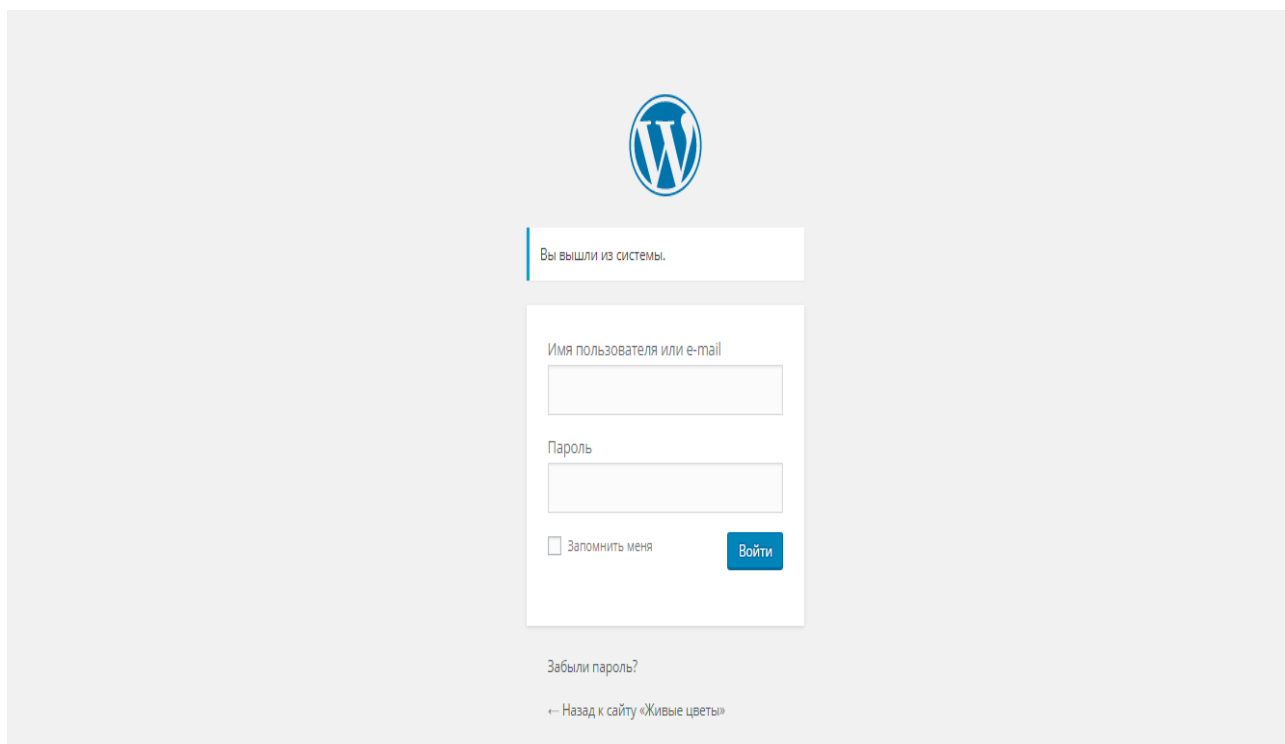 Вы вышли из системы.
Имя пользователя или e-mail
Пароль
Запомнить меня
Войти
Забыли пароль?
← Назад к сайту «Живые цветы»